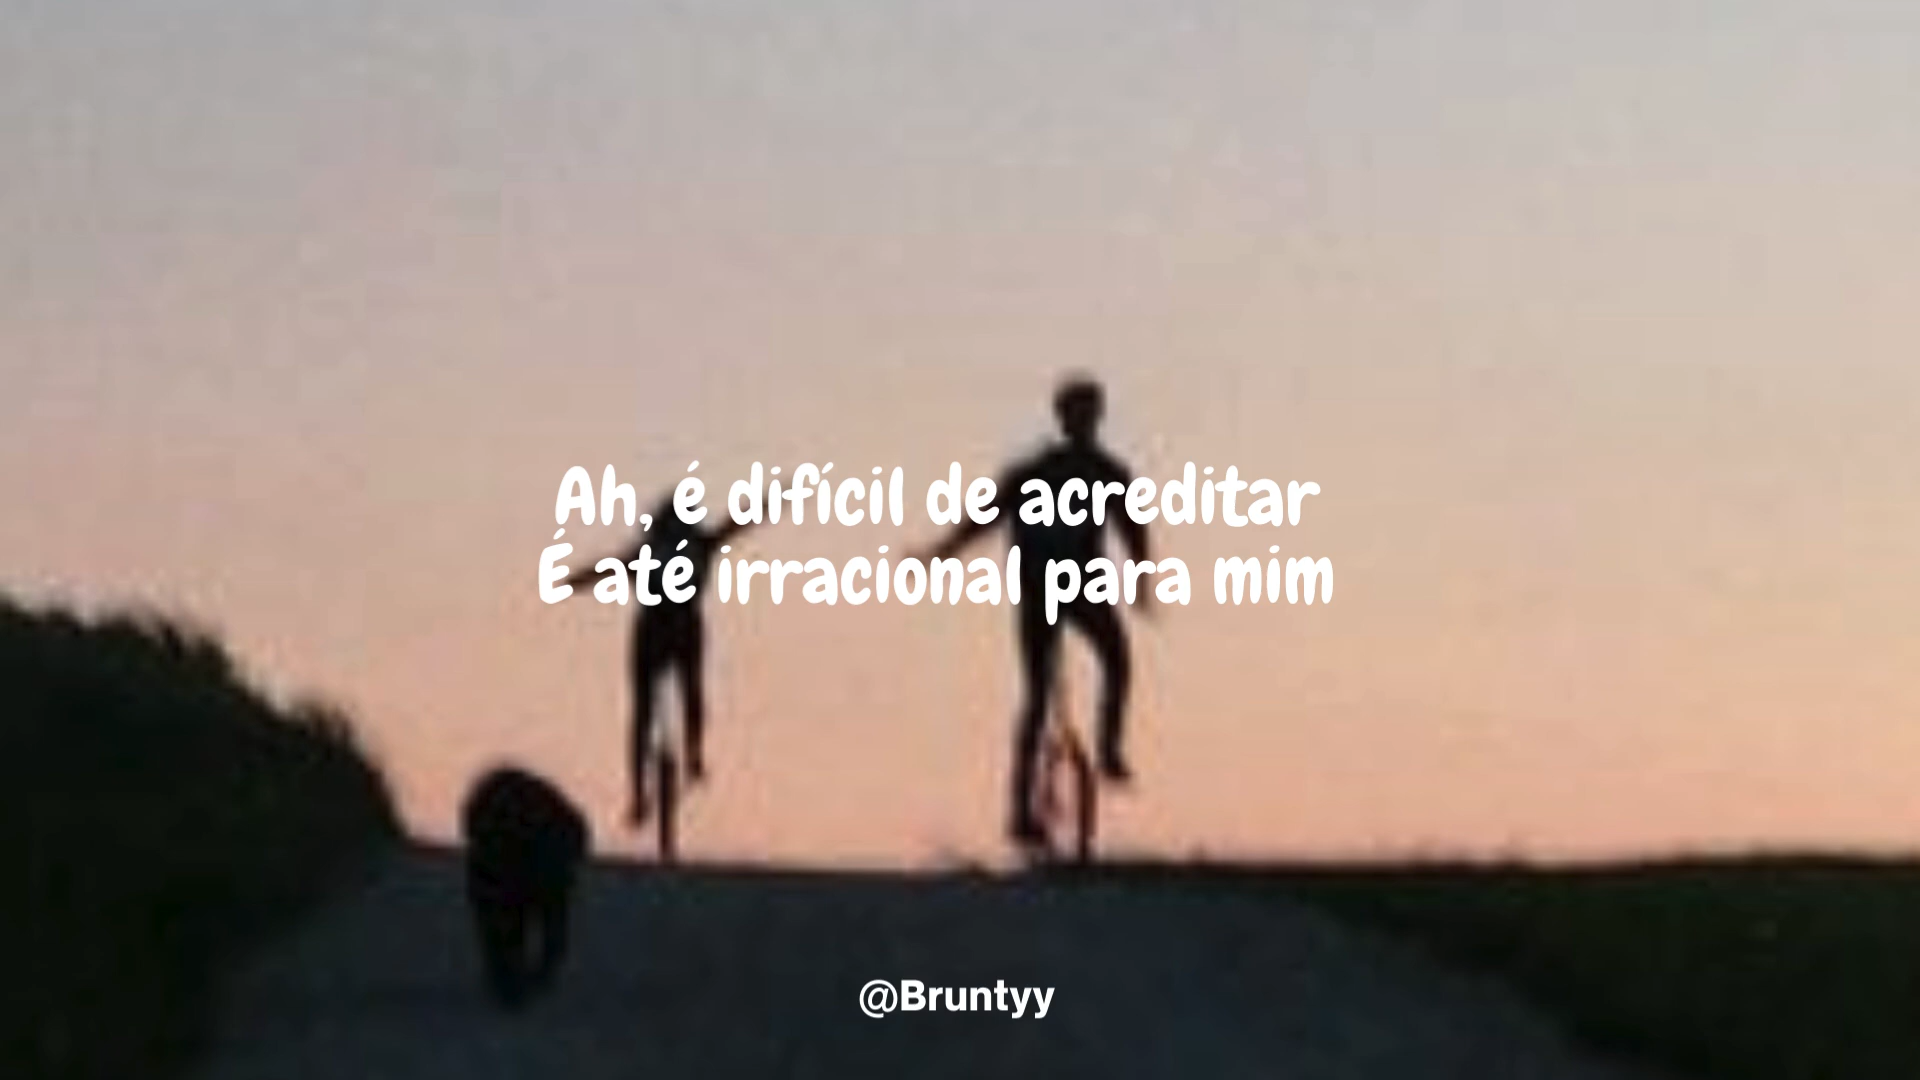 Ah, é difícil de acreditar
É até irracional para mim
@Bruntyy